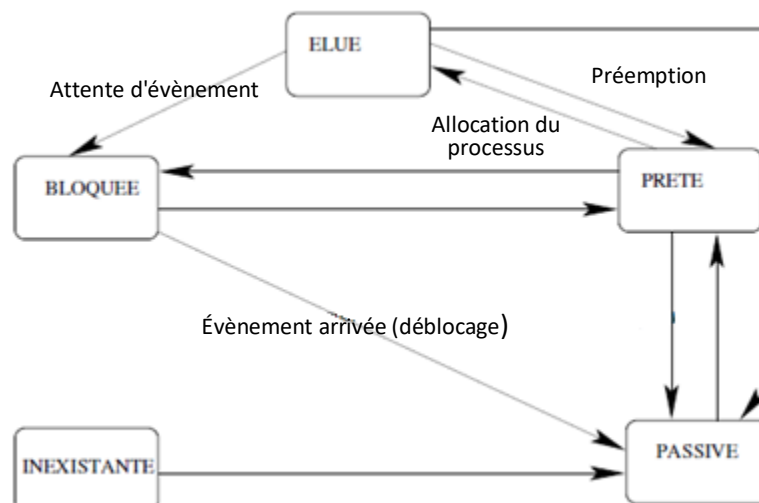 ELUE
Attente d'évènement
Préemption
Allocation du
processus
BLOQUEE
PRETE
Évènement arrivée (déblocage)
INEXISTANTE
PASSIVE